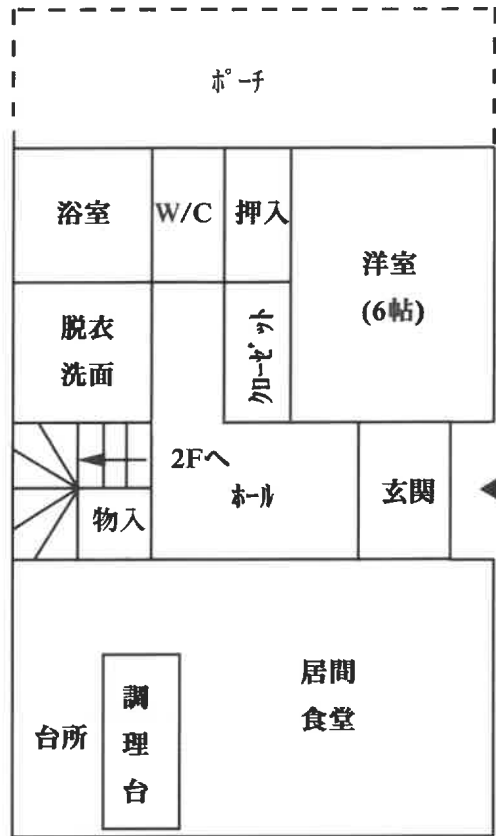 ポーチ
浴室
W/C
押入
洋室
(6帖)
脱衣
洗面
クローゼット
2Fへ
ホール
玄関
物入
居間
食堂
台所
調
理
台